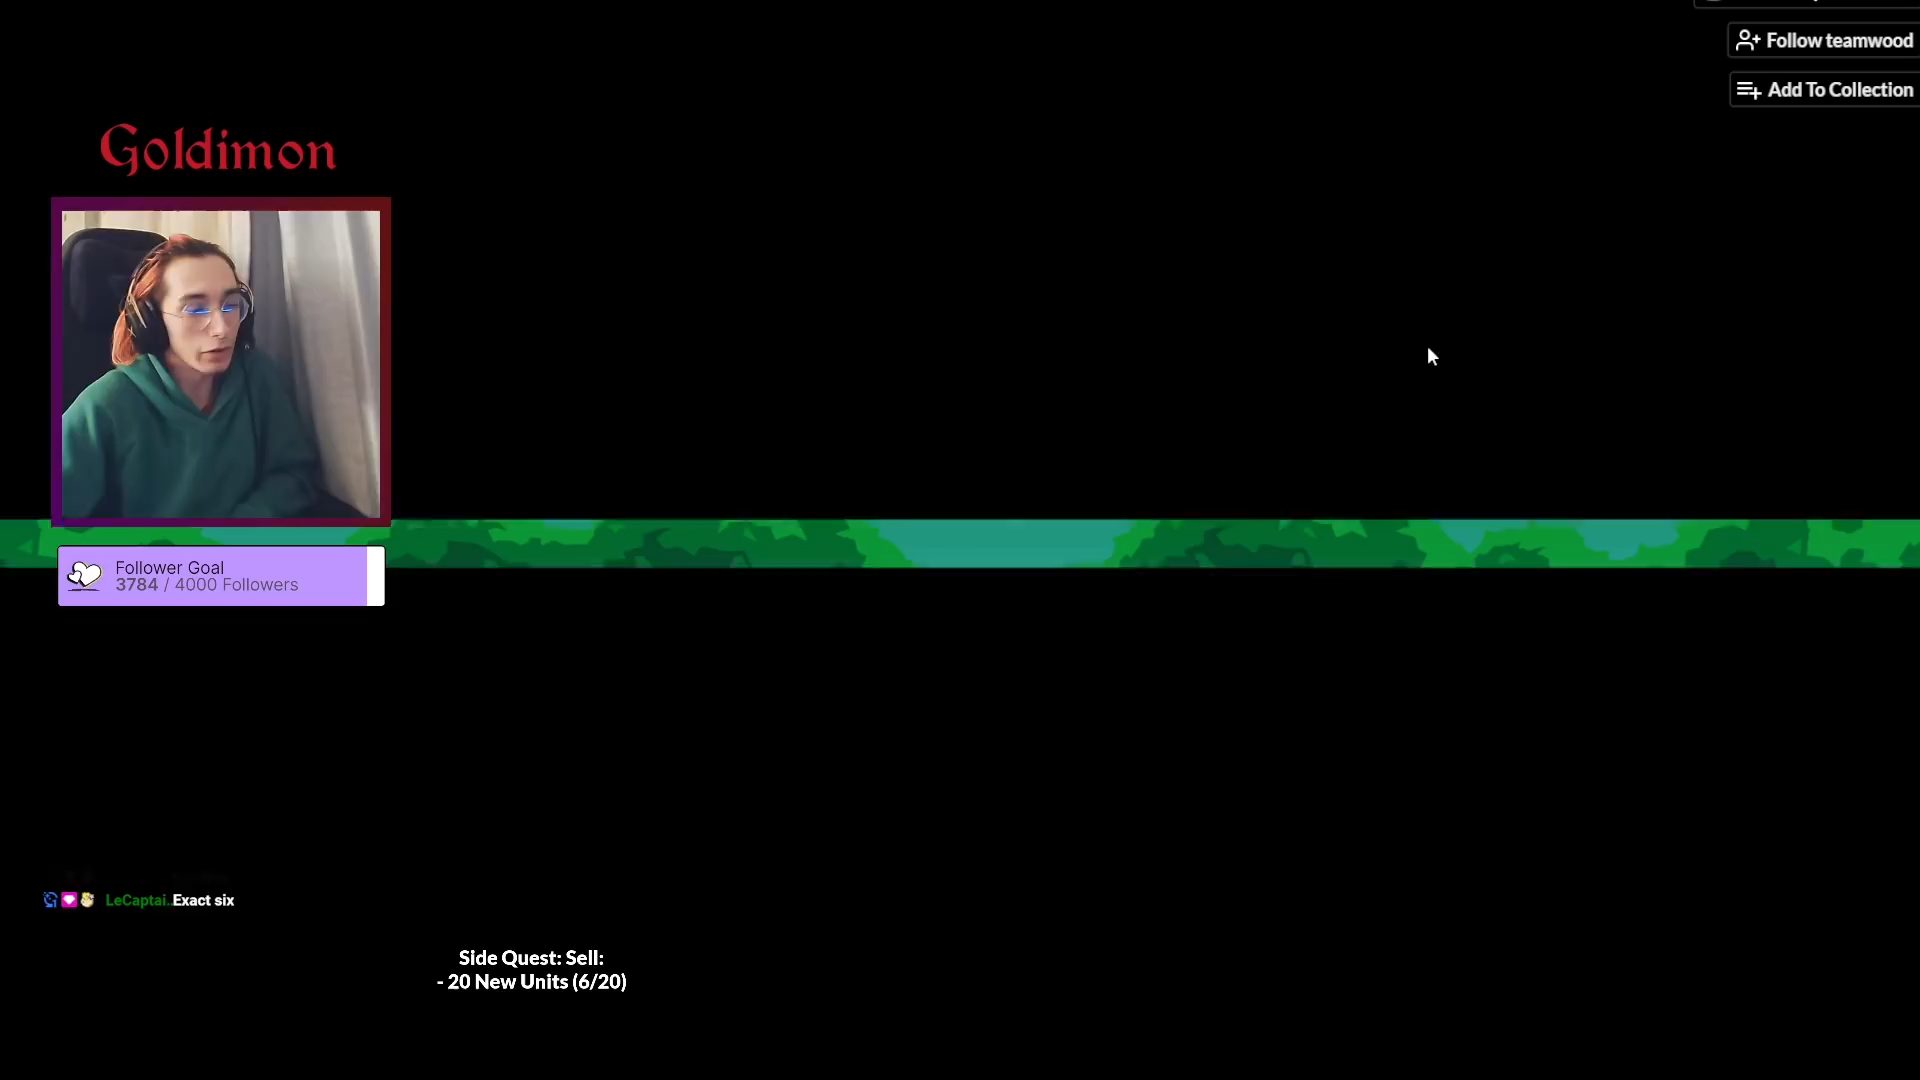 Follow teamwood
Add To Collection
Goldimon
Follower Goal
3784 / 4000 Followers
LeCaptai..Exact six
Side Quest: Sell:
- 20 New Units (6/20)